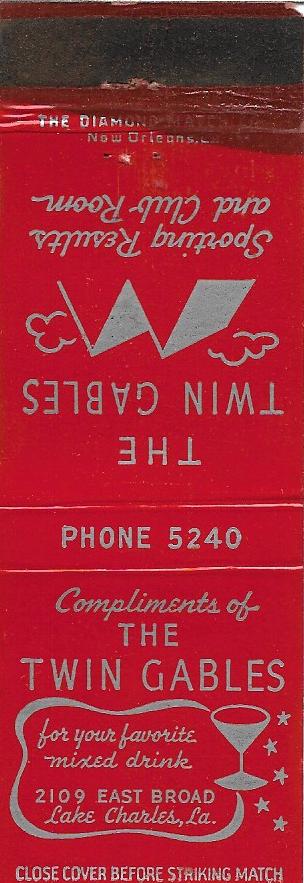 THE DIAMOND
New Orleans,
THE
TWIN GABLES
Sporting Results
and Club Room
PHONE 5240
Compliments of
THE
TWIN GABLES
for your favorite
mixed drink
2109 EAST BROAD
Lake Charles, La.
CLOSE COVER BEFORE STRIKING MATCH